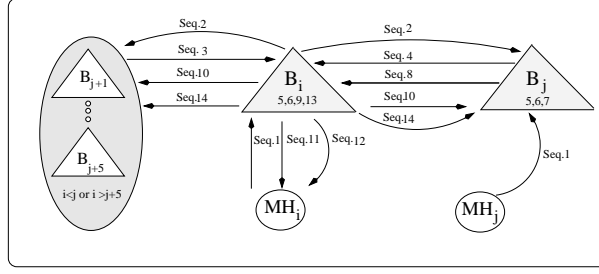 Seq.2
Seq.2
Seq. 3
Seq.4
B_{j+1}
B_i
B_j
Seq.8
Seq.10
Seq.10
5,6,9,13
5,6,7
Seq.14
Seq.14
B_{j+5}
Seq.1
Seq.11
Seq.12
Seq.1
i<j or i >j+5
MH_i
MH_j